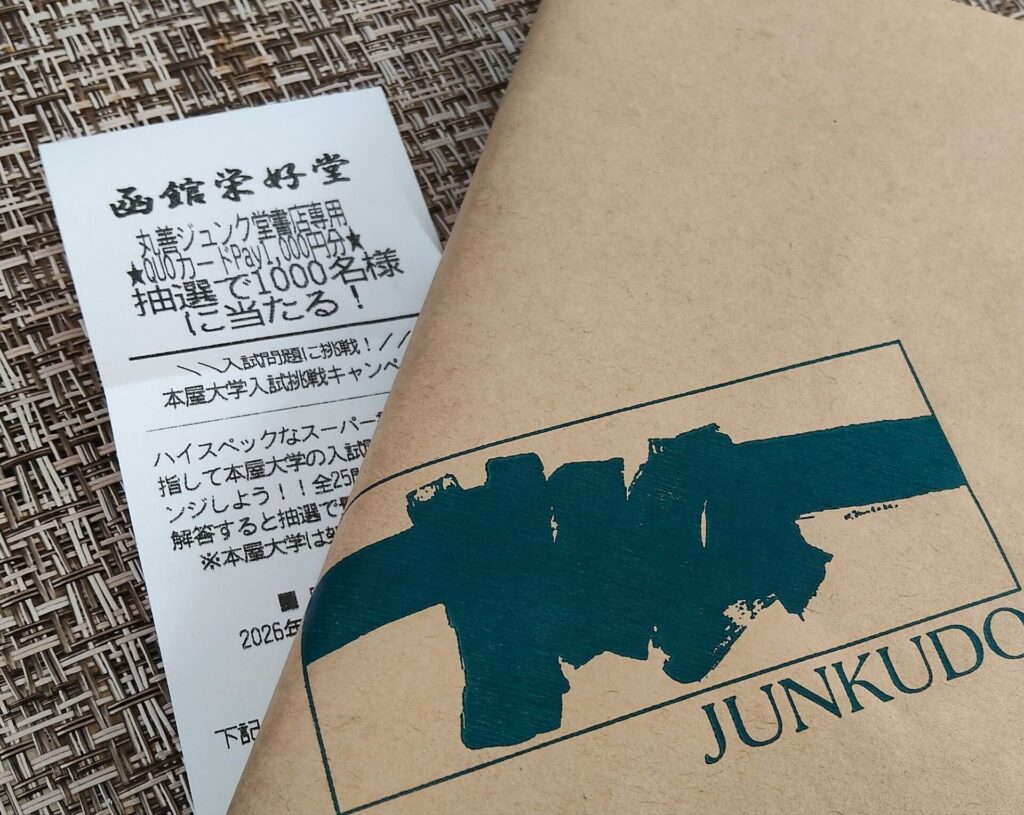 函館栄好堂
丸善ジュンク堂書店専用
★QUOカードPay1,000円分★
抽選で1000名様
に当たる！
＼＼入試問題に挑戦！／／
本屋大学入試挑戦キャンペ
ハイスペックなスーパー
指して本屋大学の入試
ンジしよう！！全25問
解答すると抽選で
※本屋大学は
2026年
下記
JUNKUDO